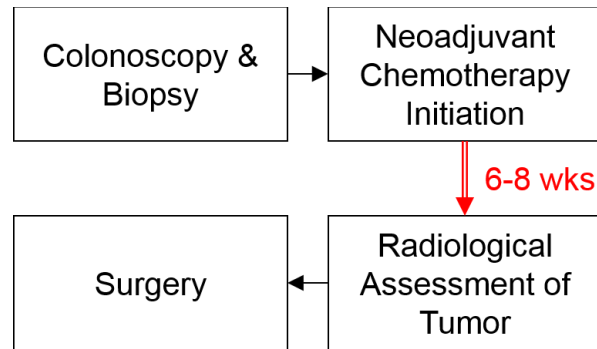 Colonoscopy &
Biopsy
Neoadjuvant
Chemotherapy
Initiation
6-8 wks
Radiological
Assessment of
Tumor
Surgery